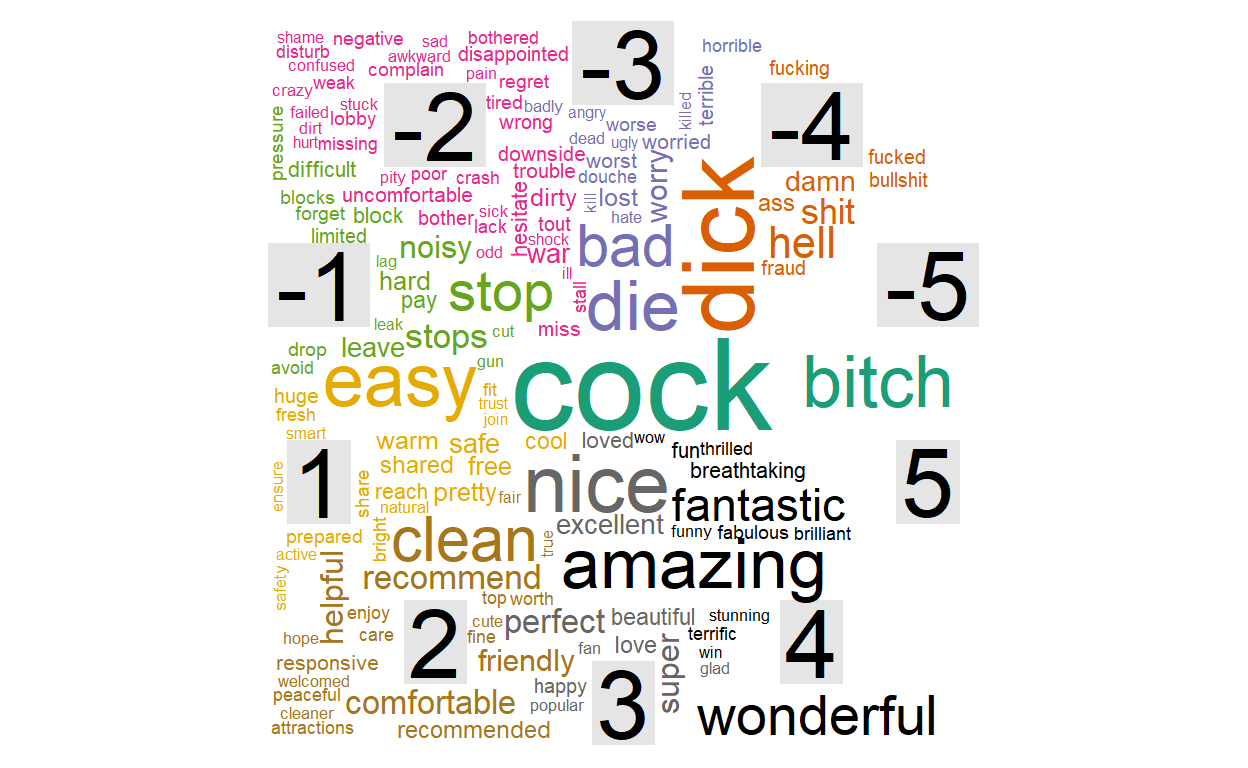 shame negative sad bothered -3 horrible
disturb awkward disappointed
confused complain pain regret fucking
crazy weak terrible
stuck tired badly angry killed -4
failed lobby -2 wrong worse
pressure dirt dead ugly worried
hurt missing downside worst fucked
difficult pity poor crash trouble douche worry dick damn bullshit
blocks uncomfortable hesitate dirty kill lost ass shit
forget block bother sick lack tout hate
limited noisy odd shock war bad hell
-1 lag ill fraud -5
hard pay stop stall die
leak stops cut miss
drop leave gun
avoid easy cock bitch
huge fit trust
fresh join
smart warm safe cool loved wow fun thrilled
1 shared free nice breathtaking 5
ensure share reach pretty fair fantastic
natural
prepared bright clean true excellent funny fabulous brilliant
active amazing
safety helpful recommend
top worth
enjoy 2 cute perfect beautiful stunning 4
hope care fine fan love super terrific
win
responsive friendly glad
welcomed happy 3
peaceful comfortable popular wonderful
cleaner
attractions recommended